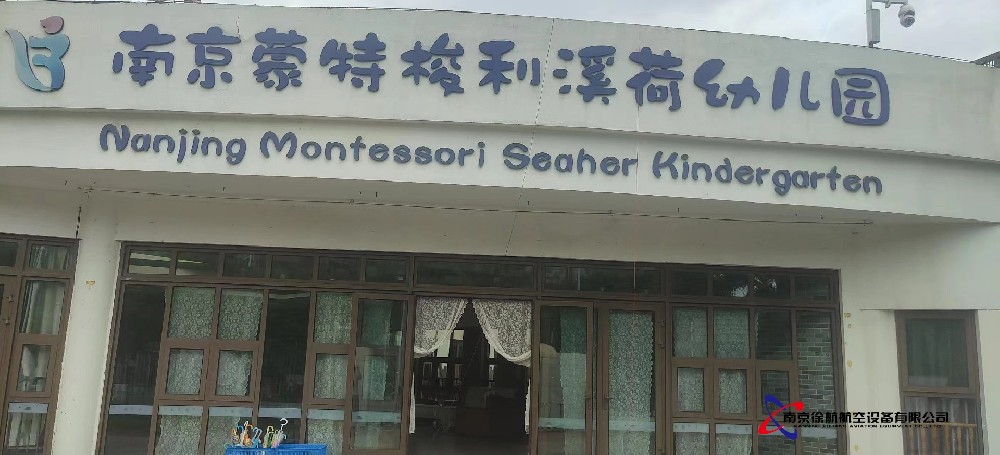 南京蒙特梭利溪荷幼儿园
Nanjing Montessori Seaher Kindergarten
南京徐航航空设备有限公司